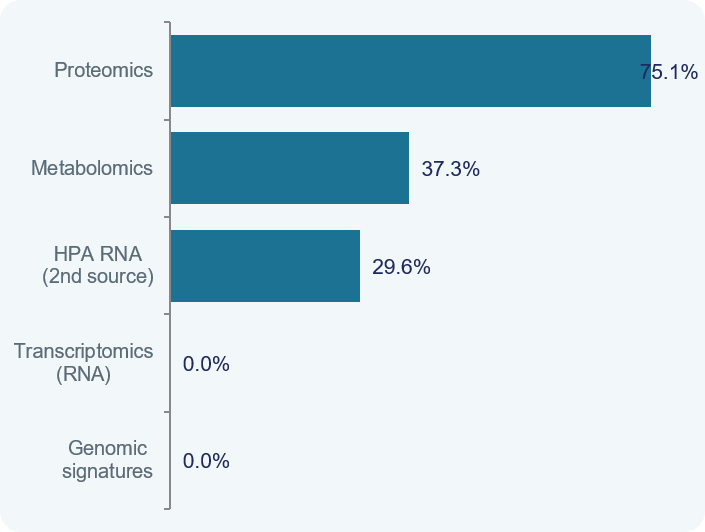 Proteomics
75.1%
Metabolomics
37.3%
HPA RNA
(2nd source)
29.6%
Transcriptomics
(RNA)
0.0%
Genomic
signatures
0.0%